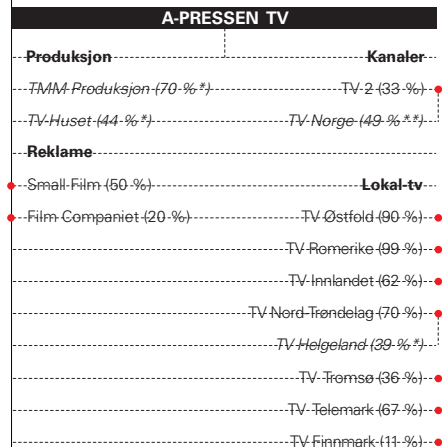 A-PRESSEN TV
Produksjon Kanaler
TMM Produksjon (70 %*) TV 2 (33 %)
TV-Huset (44 %*) TV Norge (49 %**)
Reklame
Small Film (50 %) Lokal-tv
Film Companiet (20 %) TV Østfold (90 %)
TV Romerike (99 %)
TV Innlandet (62 %)
TV Nord-Trøndelag (70 %)
TV Helgeland (39 %*)
TV Tromsø (36 %)
TV Telemark (67 %)
TV Finnmark (11 %)